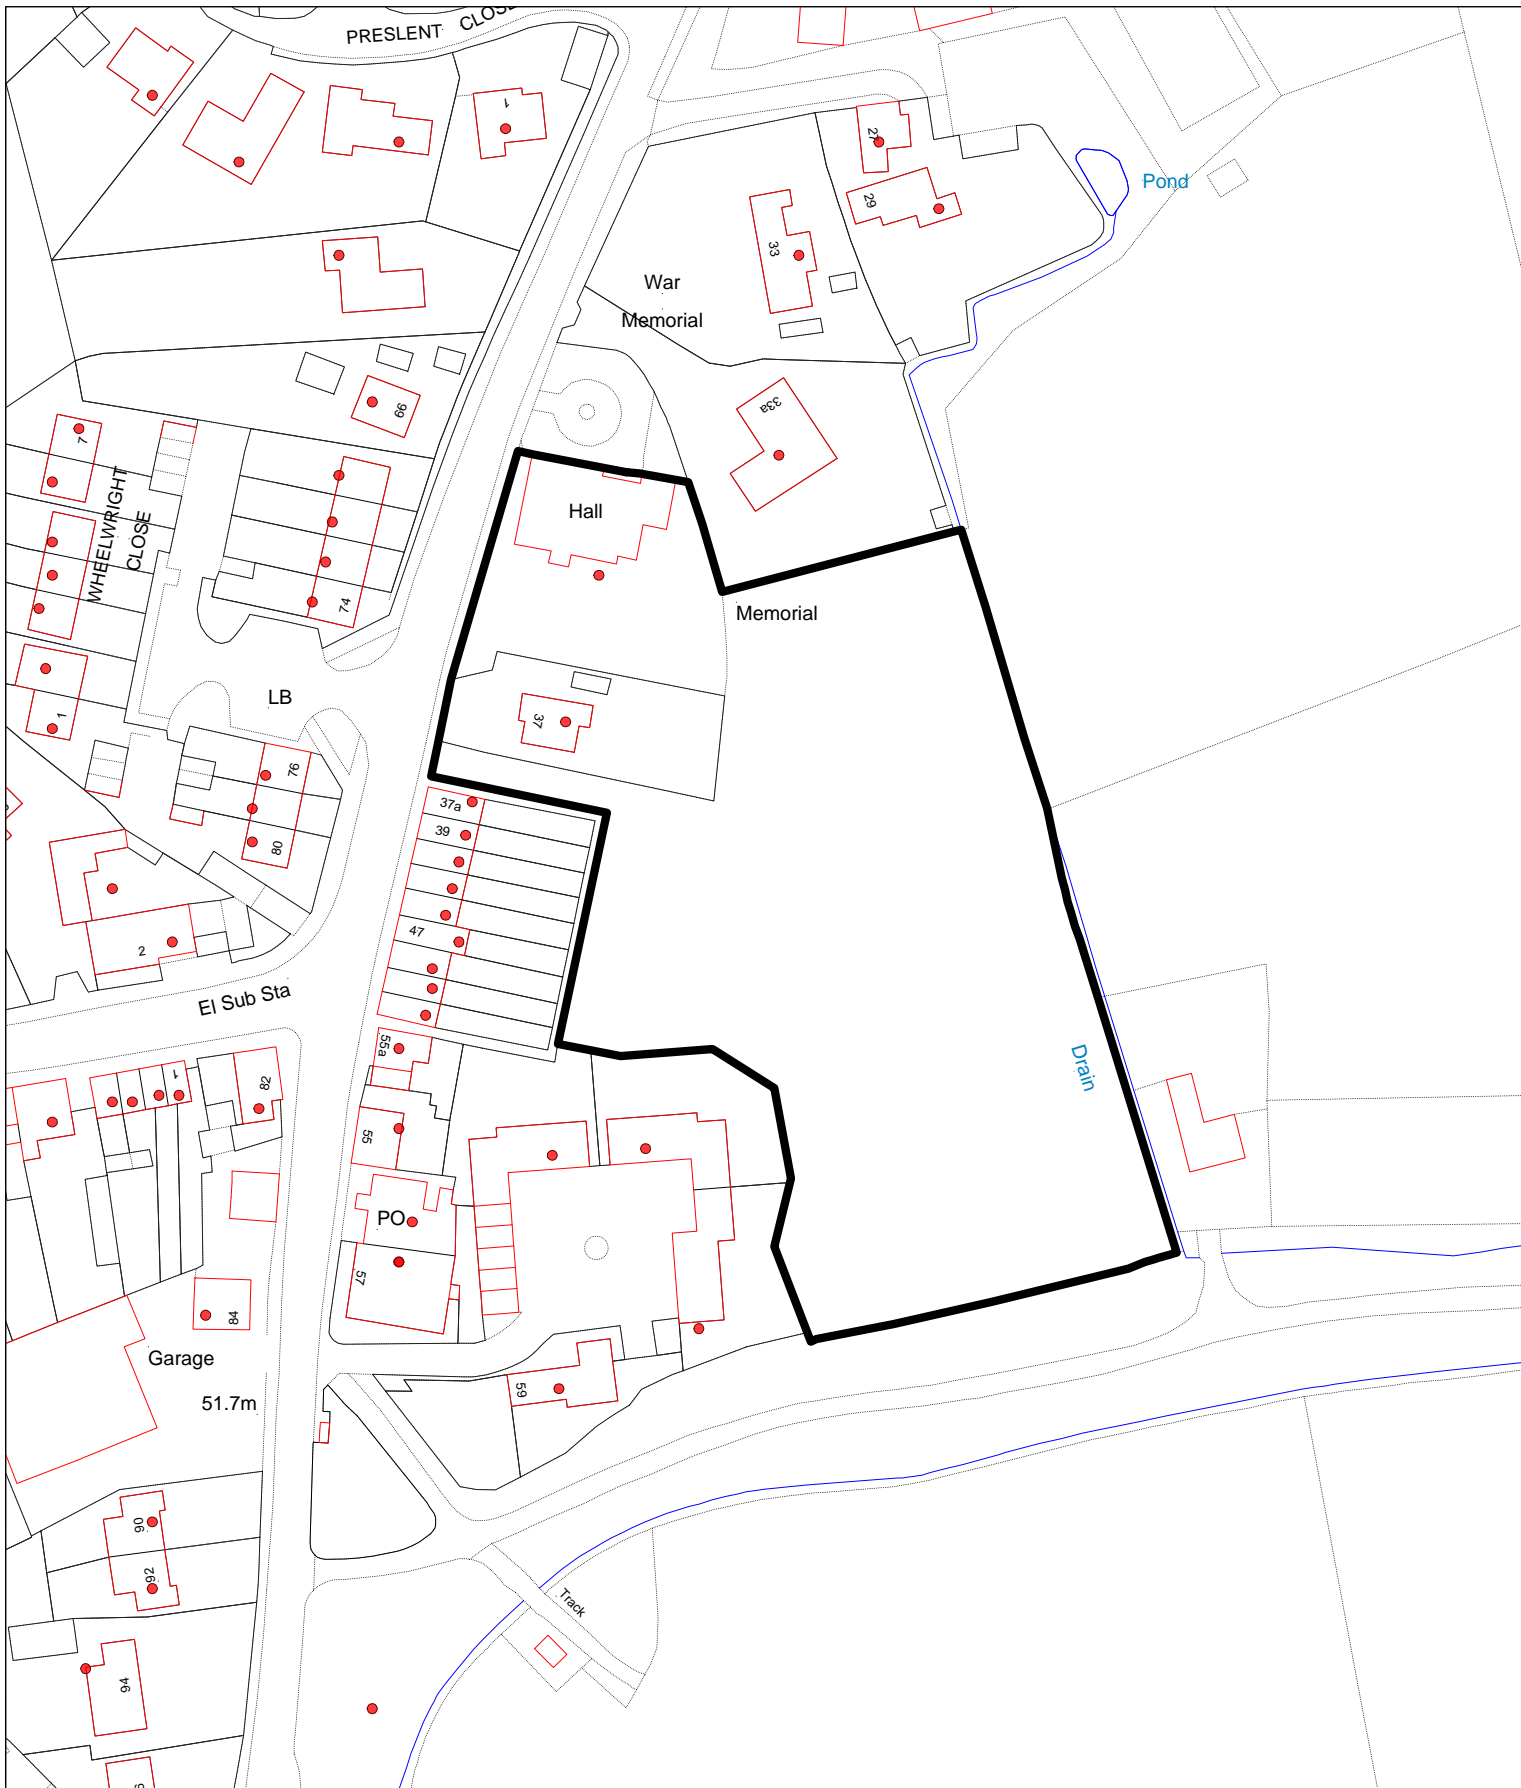 PRESLENT CLOSE
1
27
29
Pond
33
War
Memorial
33a
66
7
WHEELWRIGHT
CLOSE
Hall
74
Memorial
1
LB
37
76
80
37a
39
47
2
El Sub Sta
55a
Drain
1
82
55
PO
57
84
Garage
51.7m
59
90
92
Track
94